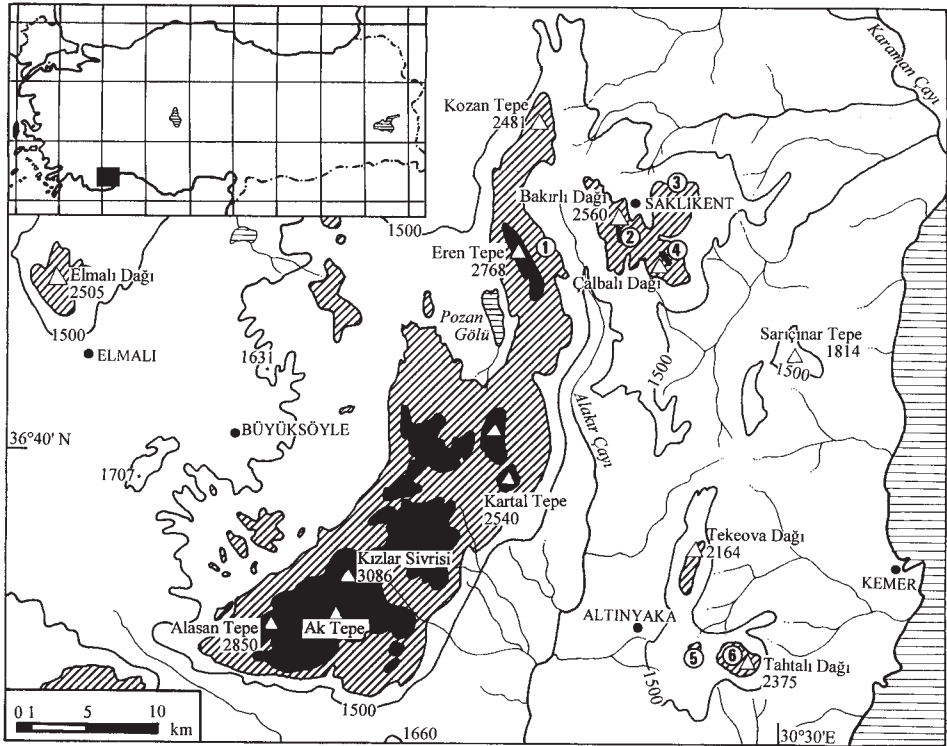 Karaman Çayı
Kozan Tepe
2481
3
Bakırlı Dağı
2560
SAKLIKENT
1500
1
2
4
Eren Tepe
2768
Elmalı Dağı
2505
Çalbalı Dağı
1500
Pozan
Gölü
Sarıçınar Tepe
1814
1500
ELMALI
1631
1500
Alakır Çayı
BÜYÜKSÖYLE
36°40' N
1707
Kartal Tepe
2540
Tekeova Dağı
2164
Kızlar Sivrisi
3086
KEMER
ALTINYAKA
Alasan Tepe
2850
Ak Tepe
5
6
Tahtalı Dağı
2375
1500
1500
0 1 5 10
km
1660
30°30'E